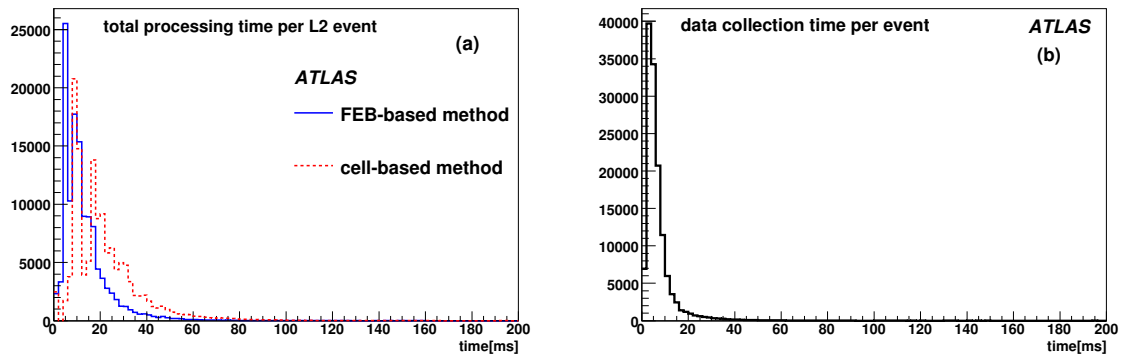 total processing time per L2 event
(a)
ATLAS
FEB-based method
cell-based method
25000
20000
15000
10000
5000
0
0 20 40 60 80 100 120 140 160 180 200
time[ms]
data collection time per event
ATLAS
(b)
40000
35000
30000
25000
20000
15000
10000
5000
0
0 20 40 60 80 100 120 140 160 180 200
time[ms]